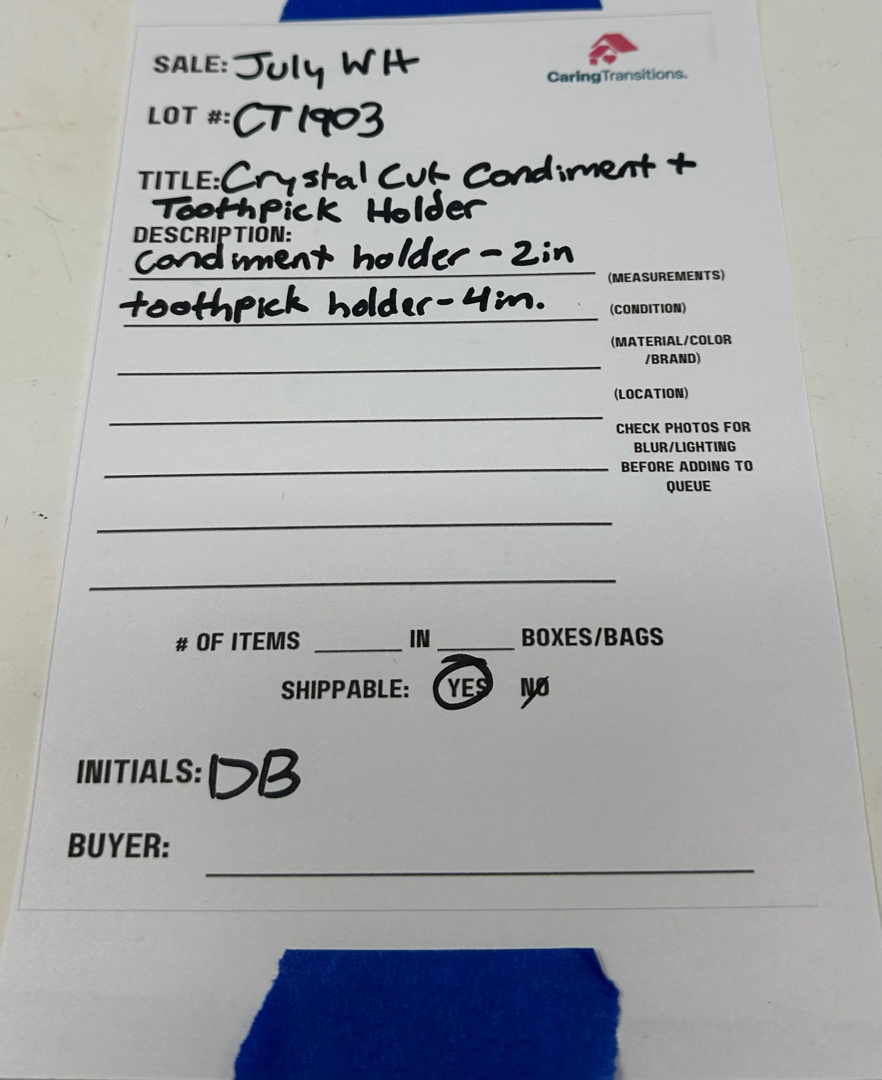 SALE: July WH
CaringTransitions.
LOT #: CT1903
TITLE: Crystal Cut Condiment +
Toothpick Holder
DESCRIPTION:
condiment holder - 2in
(MEASUREMENTS)
toothpick holder - 4in.
(CONDITION)
(MATERIAL/COLOR
/BRAND)
(LOCATION)
CHECK PHOTOS FOR
BLUR/LIGHTING
BEFORE ADDING TO
QUEUE
# OF ITEMS ______ IN ______ BOXES/BAGS
SHIPPABLE: YES NO
INITIALS: DB
BUYER: